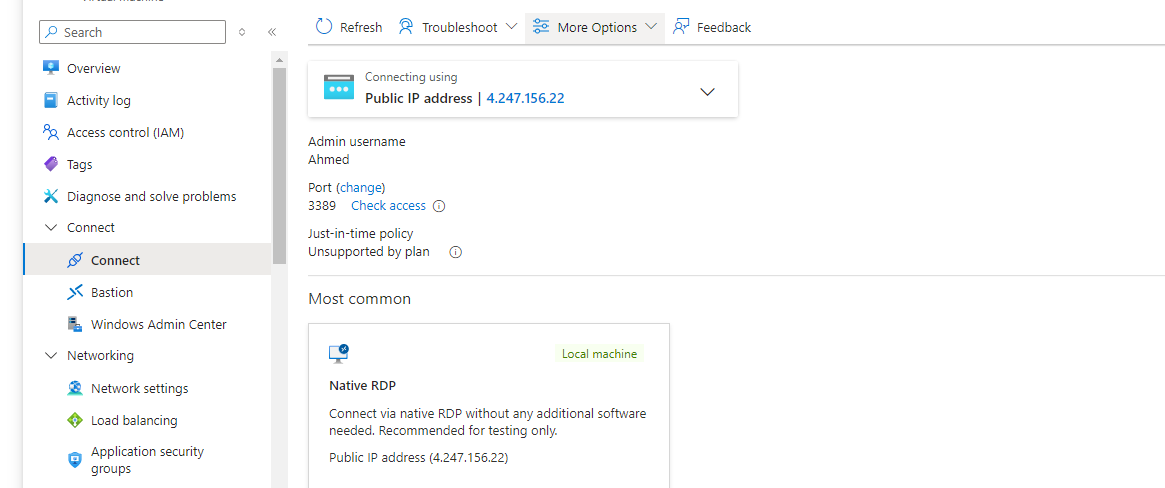 Search
Overview
Activity log
Access control (IAM)
Tags
Diagnose and solve problems
Connect
Connect
Bastion
Windows Admin Center
Networking
Network settings
Load balancing
Application security
groups
Refresh
Troubleshoot
More Options
Feedback
Connecting using
Public IP address | 4.247.156.22
Admin username
Ahmed
Port (change)
3389 Check access
Just-in-time policy
Unsupported by plan
Most common
Local machine
Native RDP
Connect via native RDP without any additional software
needed. Recommended for testing only.
Public IP address (4.247.156.22)